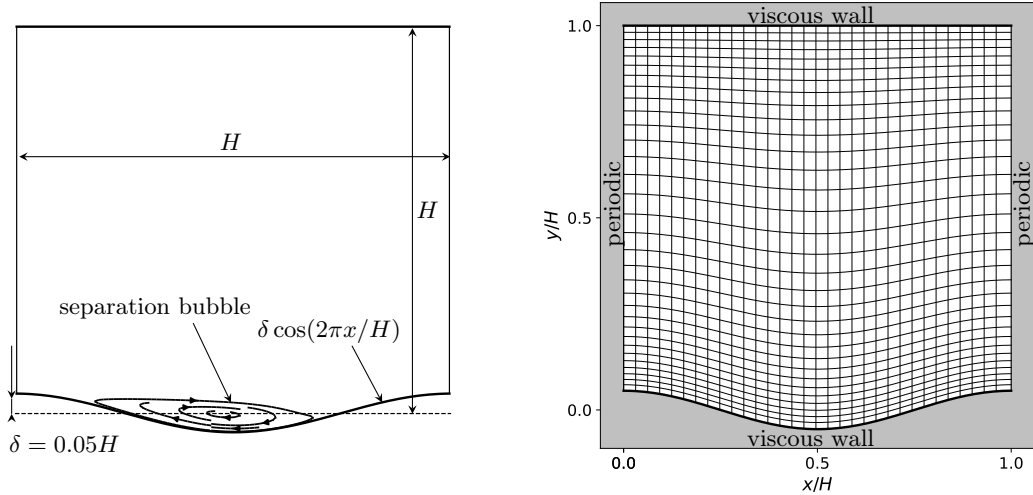 H
H
separation bubble
δ cos(2πx/H)
δ = 0.05H
viscous wall
1.0
0.5
0.0
y/H
periodic
periodic
viscous wall
0.0
0.5
1.0
x/H